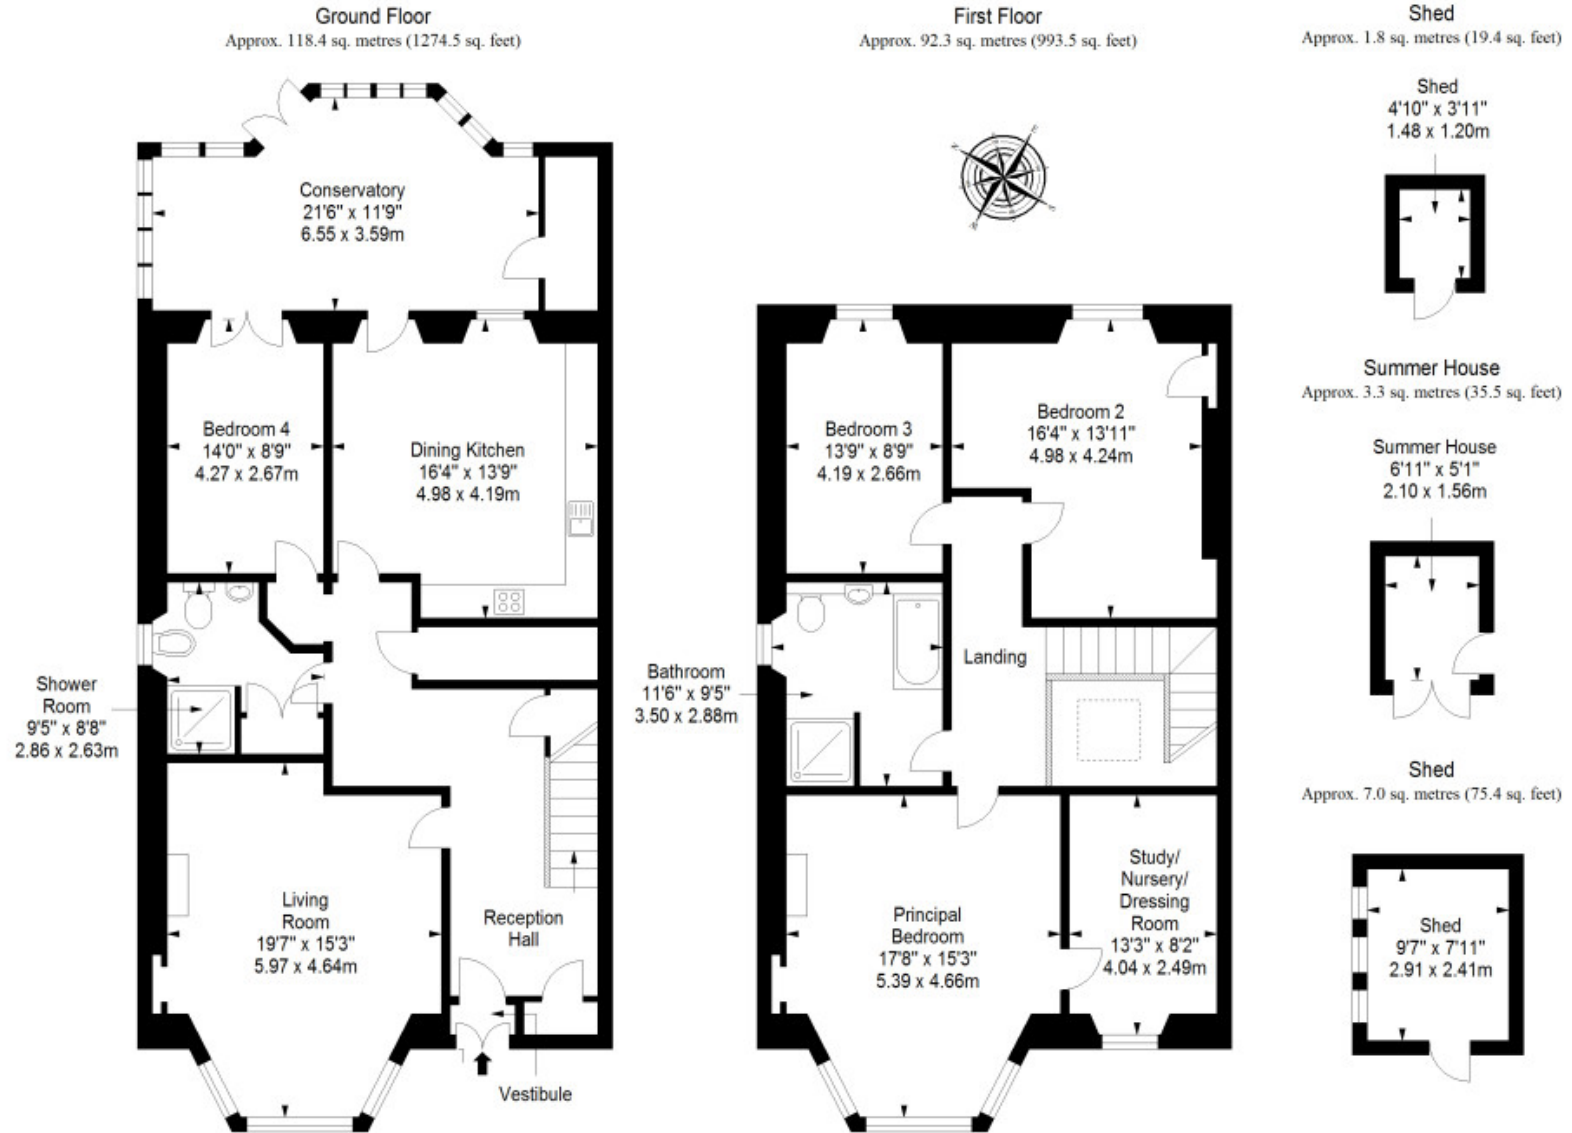 Ground Floor
Approx. 118.4 sq. metres (1274.5 sq. feet)
Conservatory
21'6" x 11'9"
6.55 x 3.59m
Bedroom 4
14'0" x 8'9"
4.27 x 2.67m
Dining Kitchen
16'4" x 13'9"
4.98 x 4.19m
Shower
Room
9'5" x 8'8"
2.86 x 2.63m
Living
Room
19'7" x 15'3"
5.97 x 4.64m
Reception
Hall
Vestibule
First Floor
Approx. 92.3 sq. metres (993.5 sq. feet)
Bedroom 3
13'9" x 8'9"
4.19 x 2.66m
Bedroom 2
16'4" x 13'11"
4.98 x 4.24m
Bathroom
11'6" x 9'5"
3.50 x 2.88m
Landing
Principal
Bedroom
17'8" x 15'3"
5.39 x 4.66m
Study/
Nursery/
Dressing
Room
13'3" x 8'2"
4.04 x 2.49m
Shed
Approx. 1.8 sq. metres (19.4 sq. feet)
Shed
4'10" x 3'11"
1.48 x 1.20m
Summer House
Approx. 3.3 sq. metres (35.5 sq. feet)
Summer House
6'11" x 5'1"
2.10 x 1.56m
Shed
Approx. 7.0 sq. metres (75.4 sq. feet)
Shed
9'7" x 7'11"
2.91 x 2.41m